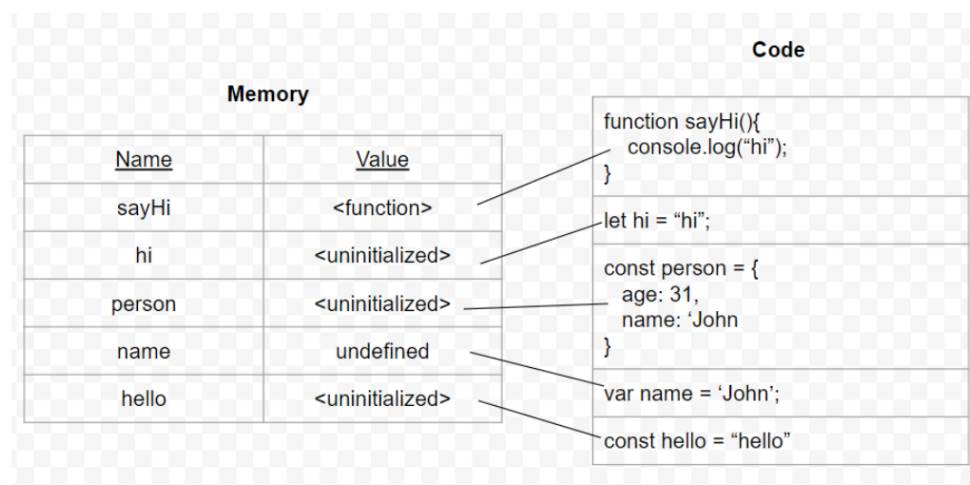 Code
Memory
Name Value
sayHi <function>
hi <uninitialized>
person <uninitialized>
name undefined
hello <uninitialized>
function sayHi(){
console.log(“hi”);
}
let hi = “hi”;
const person = {
age: 31,
name: ‘John
}
var name = ‘John’;
const hello = “hello”